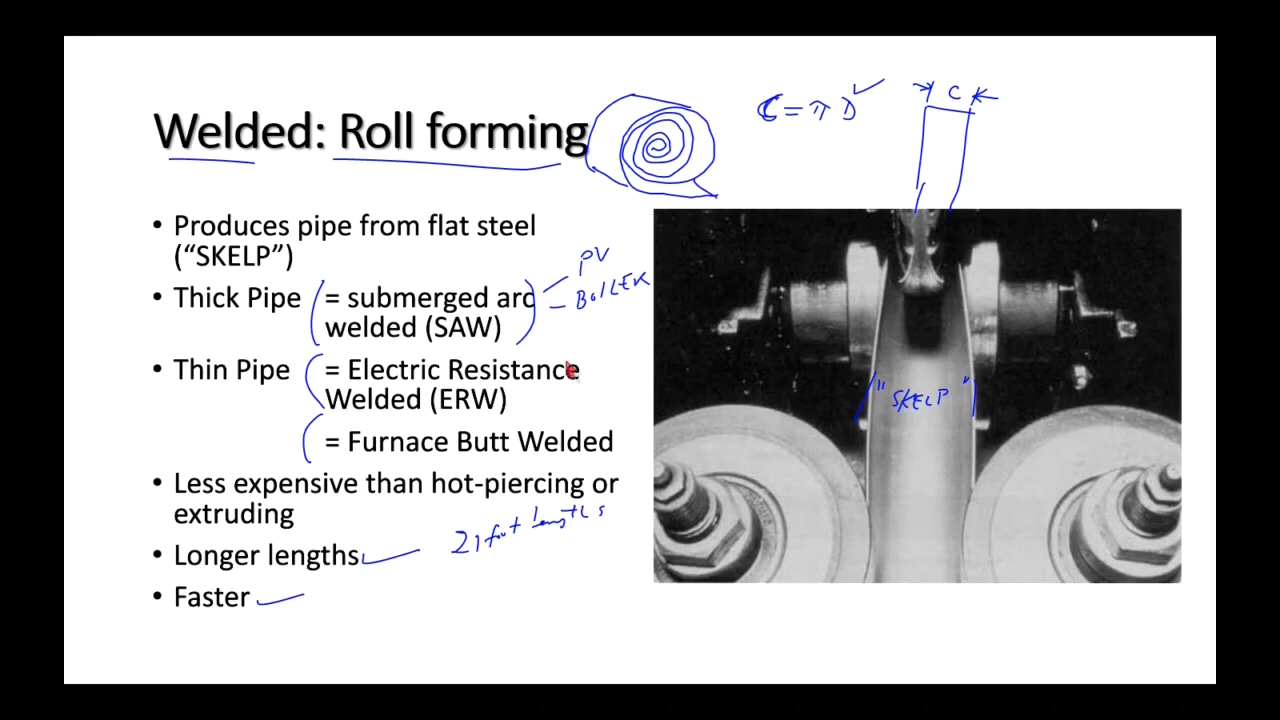 Welded: Roll forming
C = π D
C
• Produces pipe from flat steel
("SKELP")
PV
BOILER
• Thick Pipe = submerged arc
welded (SAW)
• Thin Pipe = Electric Resistance
Welded (ERW)
= Furnace Butt Welded
"SKELP"
• Less expensive than hot-piercing or
extruding
21 foot lengths
• Longer lengths
• Faster